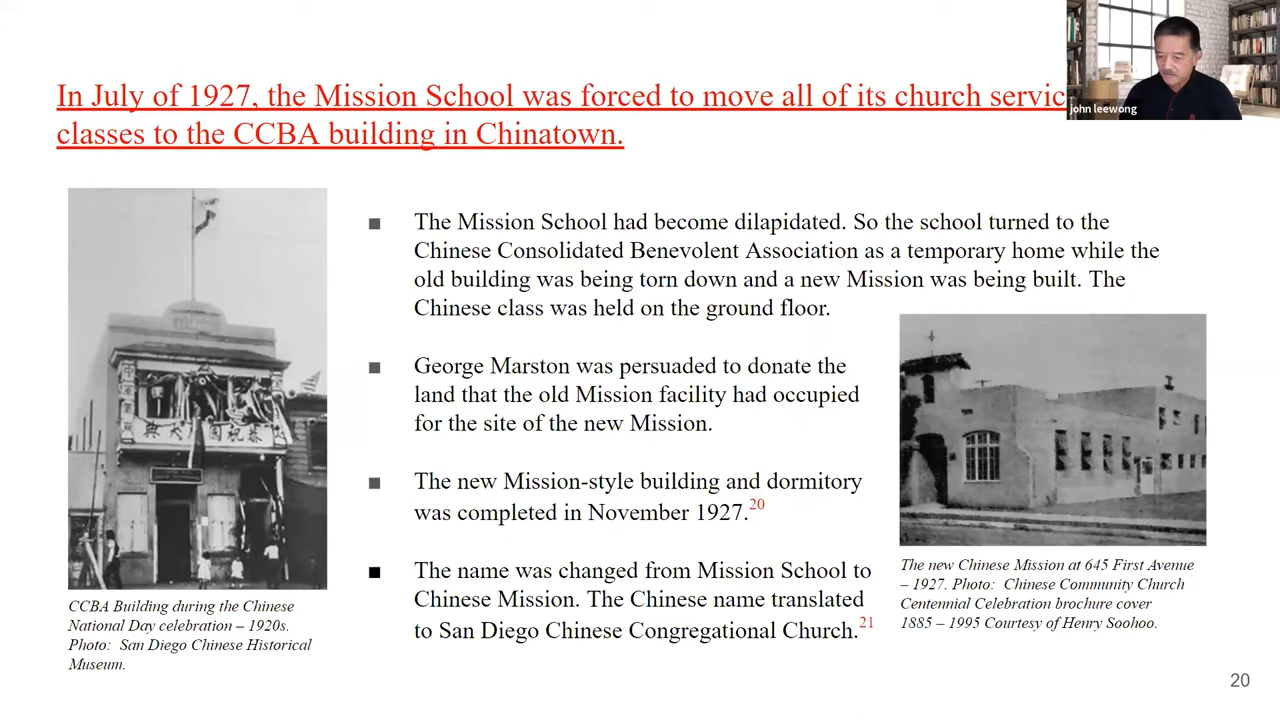 In July of 1927, the Mission School was forced to move all of its church servic
classes to the CCBA building in Chinatown.
john leewong
■ The Mission School had become dilapidated. So the school turned to the
Chinese Consolidated Benevolent Association as a temporary home while the
old building was being torn down and a new Mission was being built. The
Chinese class was held on the ground floor.
■ George Marston was persuaded to donate the
land that the old Mission facility had occupied
for the site of the new Mission.
■ The new Mission-style building and dormitory
was completed in November 1927.20
■ The name was changed from Mission School to
Chinese Mission. The Chinese name translated
to San Diego Chinese Congregational Church.21
CCBA Building during the Chinese
National Day celebration – 1920s.
Photo: San Diego Chinese Historical
Museum.
The new Chinese Mission at 645 First Avenue
– 1927. Photo: Chinese Community Church
Centennial Celebration brochure cover
1885 – 1995 Courtesy of Henry Soohoo.
20